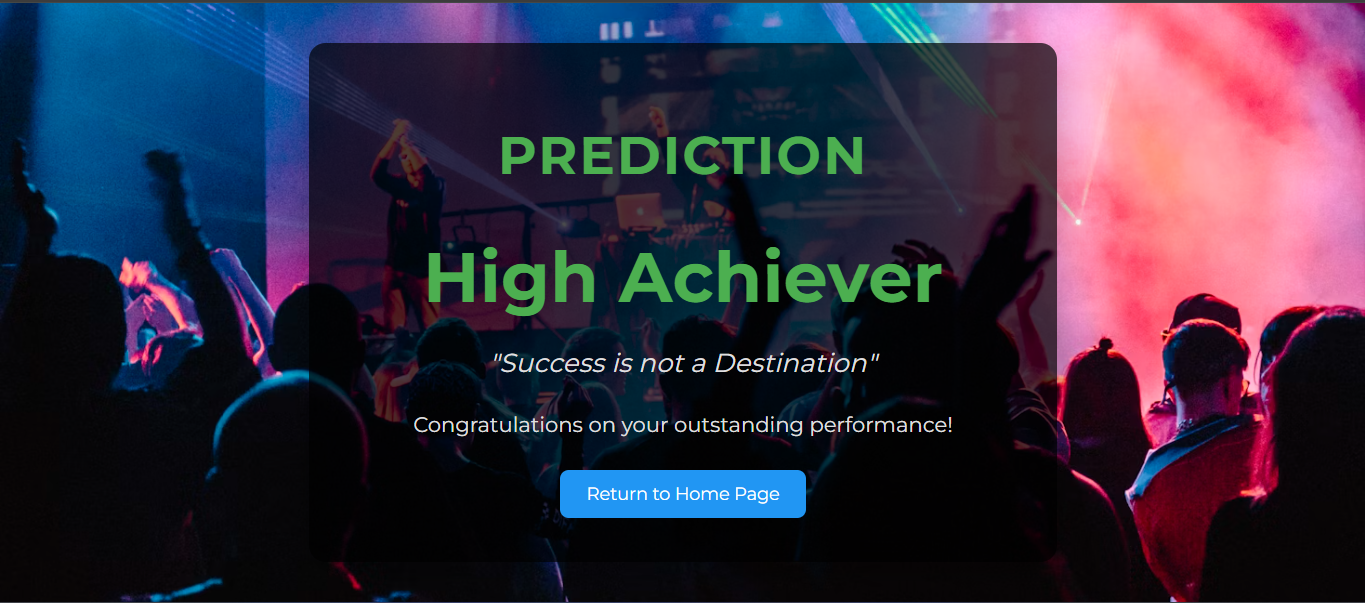 PREDICTION
High Achiever
"Success is not a Destination"
Congratulations on your outstanding performance!
Return to Home Page